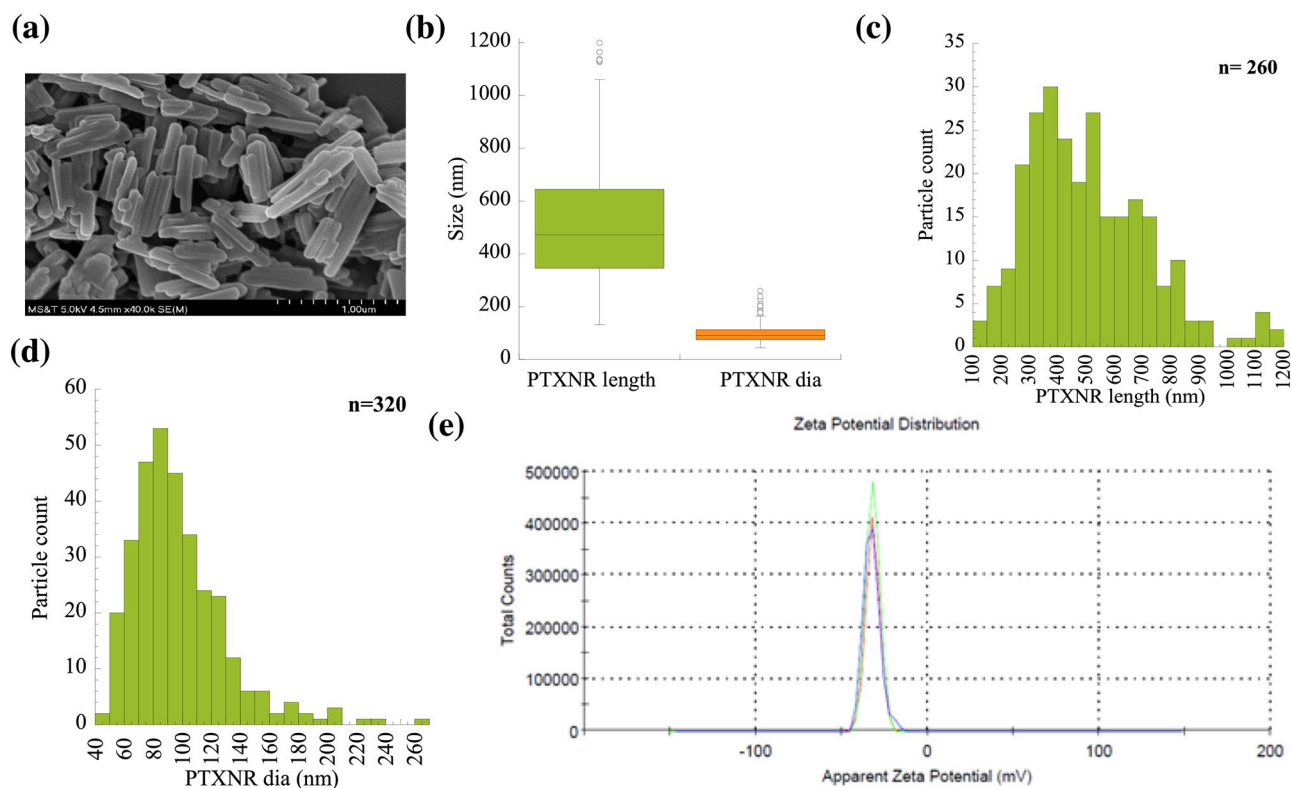 (a)
MS&T 5.0kV 4.5mm x40.0k SE(M)
1.00um
(b)
1200
1000
800
600
400
200
0
Size (nm)
PTXNR length
PTXNR dia
(c)
35
30
25
20
15
10
5
0
Particle count
n= 260
100
200
300
400
500
600
700
800
900
1000
1100
1200
PTXNR length (nm)
(d)
60
50
40
30
20
10
0
Particle count
n=320
40
60
80
100
120
140
160
180
200
220
240
260
PTXNR dia (nm)
(e)
Zeta Potential Distribution
500000
400000
300000
200000
100000
0
Total Counts
-100
0
100
200
Apparent Zeta Potential (mV)